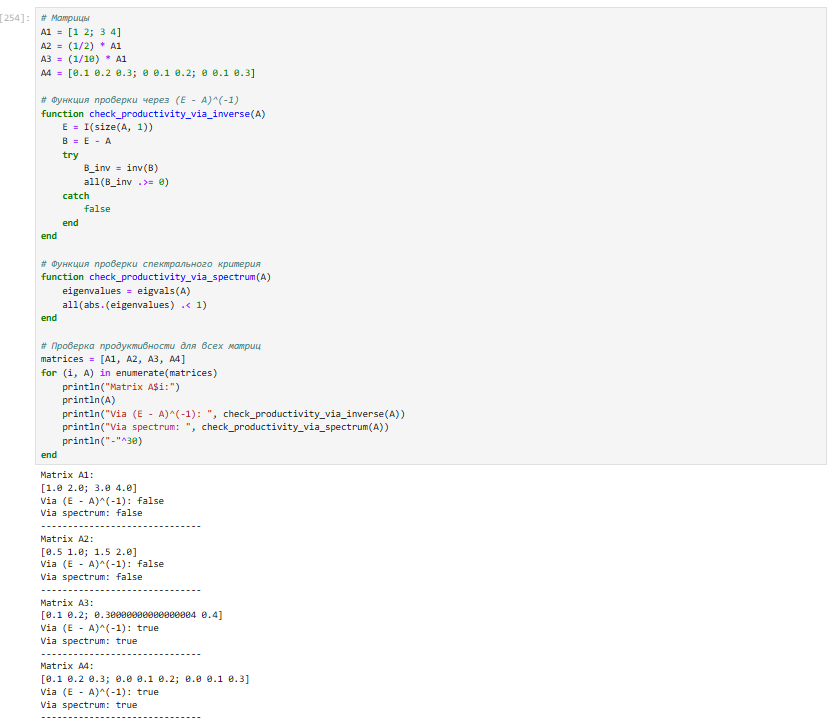 [254]: # Матрицы
A1 = [1 2; 3 4]
A2 = (1/2) * A1
A3 = (1/10) * A1
A4 = [0.1 0.2 0.3; 0 0.1 0.2; 0 0.1 0.3]

# Функция проверки через (E - A)^(-1)
function check_productivity_via_inverse(A)
    E = I(size(A, 1))
    B = E - A
    try
        B_inv = inv(B)
        all(B_inv .>= 0)
    catch
        false
    end
end

# Функция проверки спектрального критерия
function check_productivity_via_spectrum(A)
    eigenvalues = eigvals(A)
    all(abs.(eigenvalues) .< 1)
end

# Проверка продуктивности для всех матриц
matrices = [A1, A2, A3, A4]
for (i, A) in enumerate(matrices)
    println("Matrix A$i:")
    println(A)
    println("Via (E - A)^(-1): ", check_productivity_via_inverse(A))
    println("Via spectrum: ", check_productivity_via_spectrum(A))
    println("-"^30)
end
Matrix A1:
[1.0 2.0; 3.0 4.0]
Via (E - A)^(-1): false
Via spectrum: false
------------------------------
Matrix A2:
[0.5 1.0; 1.5 2.0]
Via (E - A)^(-1): false
Via spectrum: false
------------------------------
Matrix A3:
[0.1 0.2; 0.30000000000000004 0.4]
Via (E - A)^(-1): true
Via spectrum: true
------------------------------
Matrix A4:
[0.1 0.2 0.3; 0.0 0.1 0.2; 0.0 0.1 0.3]
Via (E - A)^(-1): true
Via spectrum: true
------------------------------